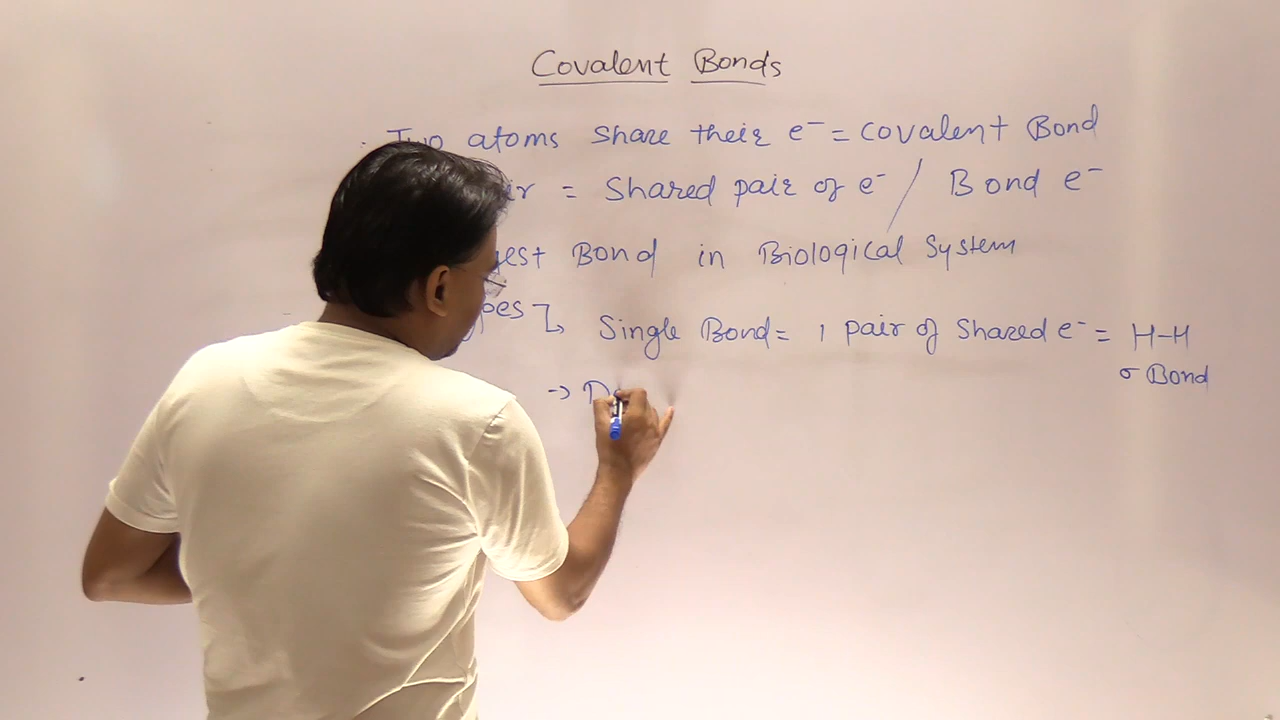 Covalent Bonds
Two atoms share their e⁻ = Covalent Bond
= Shared pair of e⁻ / Bond e⁻
Bond in Biological System
Single Bond = 1 pair of shared e⁻ = H-H
σ Bond
→